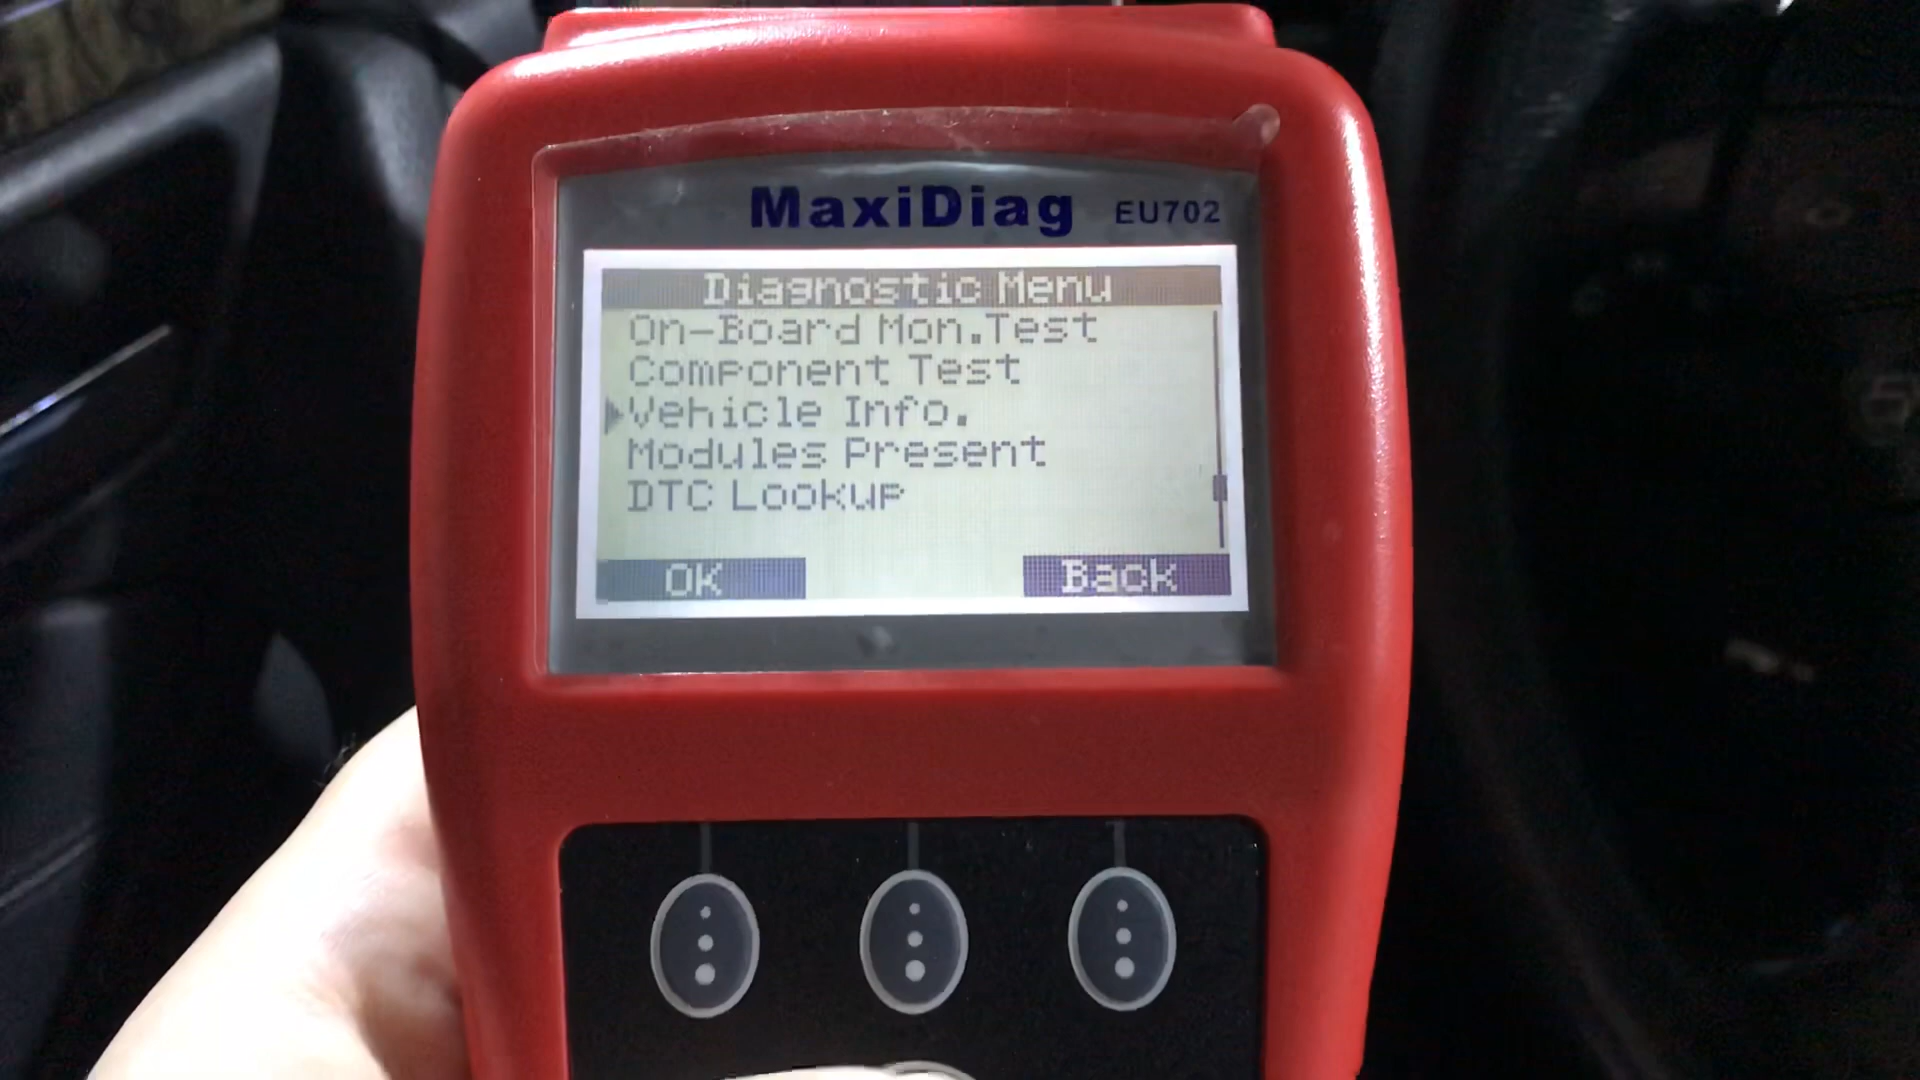 MaxiDiag EU702
Diagnostic Menu
On-Board Mon.Test
Component Test
Vehicle Info.
Modules Present
DTC Lookup
OK Back